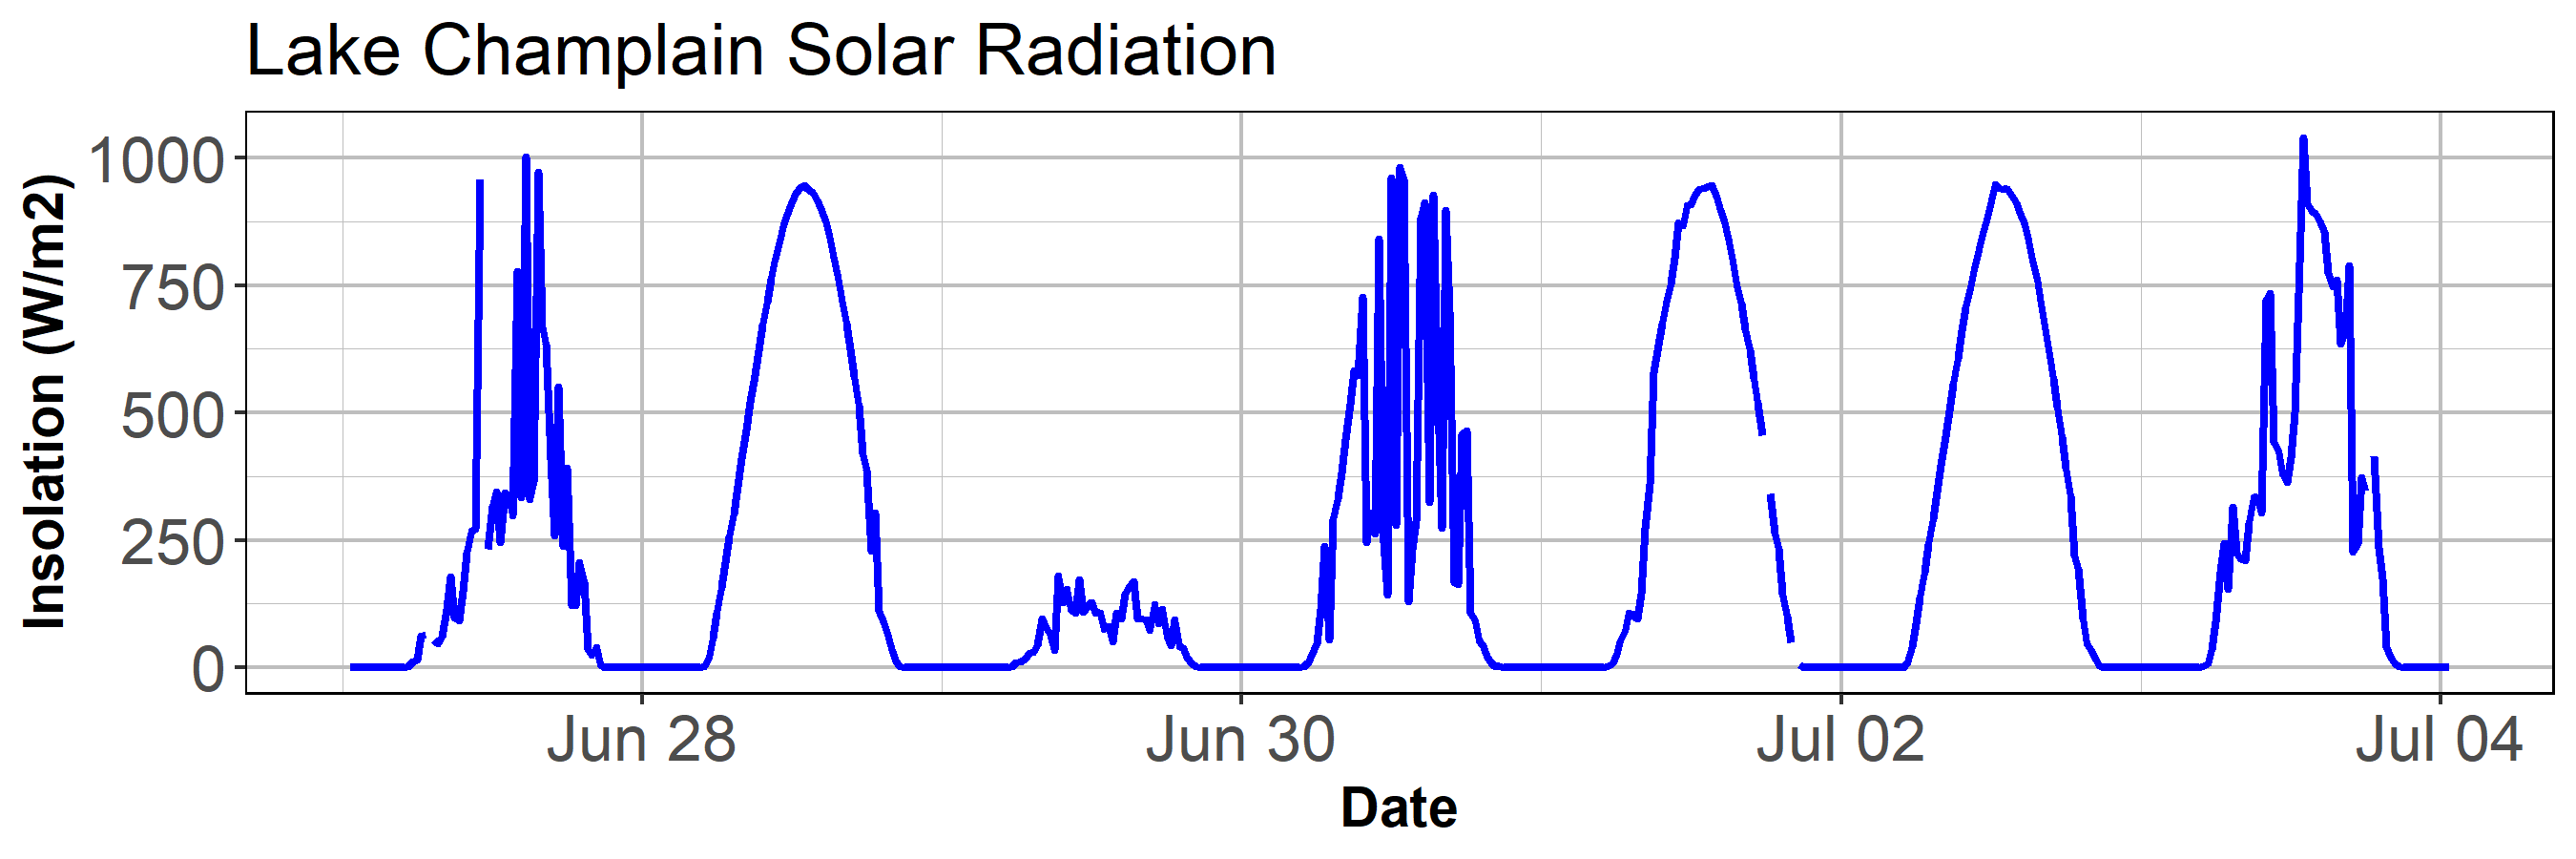 Lake Champlain Solar Radiation
Insolation (W/m2)
1000
750
500
250
0
Jun 28 Jun 30 Jul 02 Jul 04
Date